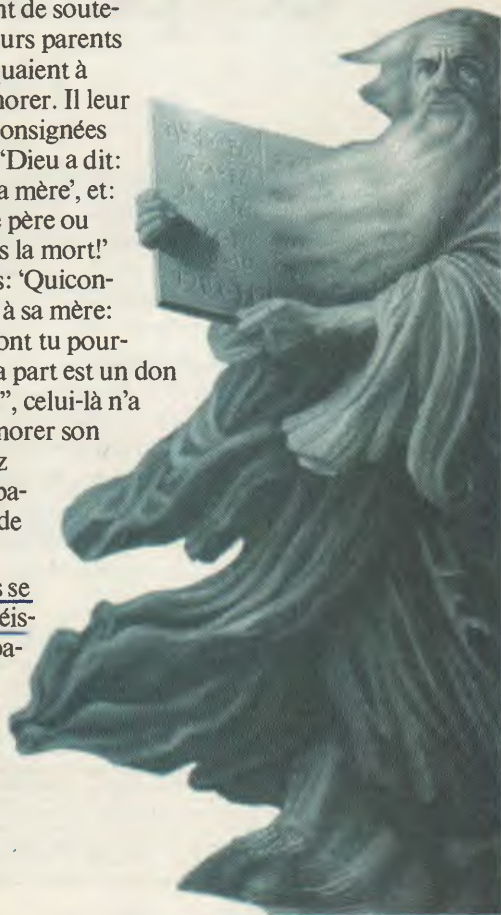 nt de soute-
urs parents
uaient à
norer. Il leur
onsignées
‘Dieu a dit:
a mère’, et:
e père ou
s la mort!’
s: ‘Quicon-
à sa mère:
ont tu pour-
a part est un don
”, celui-là n’a
norer son
z
pa-
de
s se
éis-
pa-